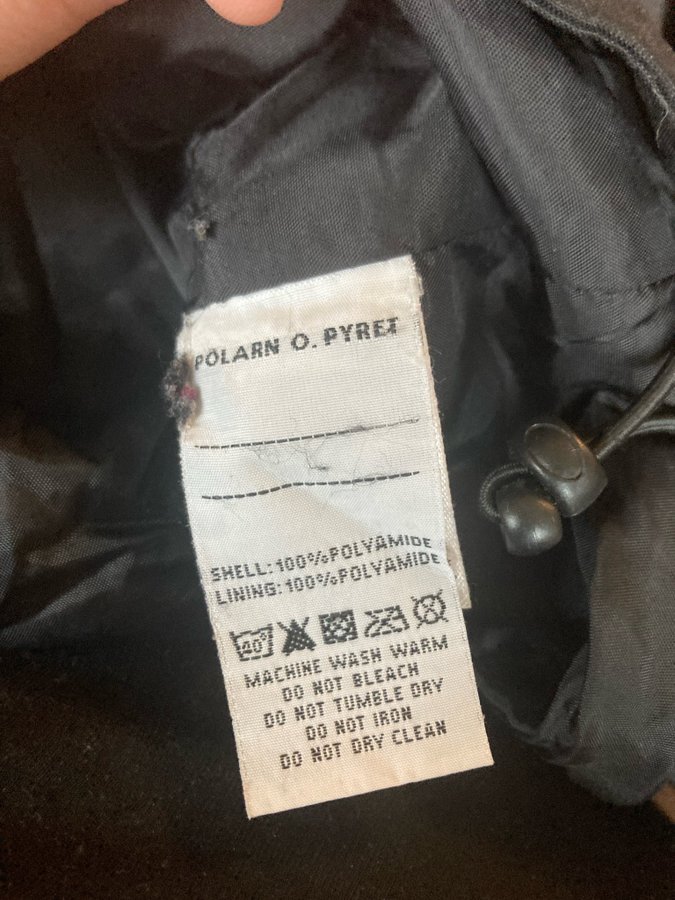 POLARN O. PYRET
SHELL: 100% POLYAMIDE
LINING: 100% POLYAMIDE
40°
MACHINE WASH WARM
DO NOT BLEACH
DO NOT TUMBLE DRY
DO NOT IRON
DO NOT DRY CLEAN